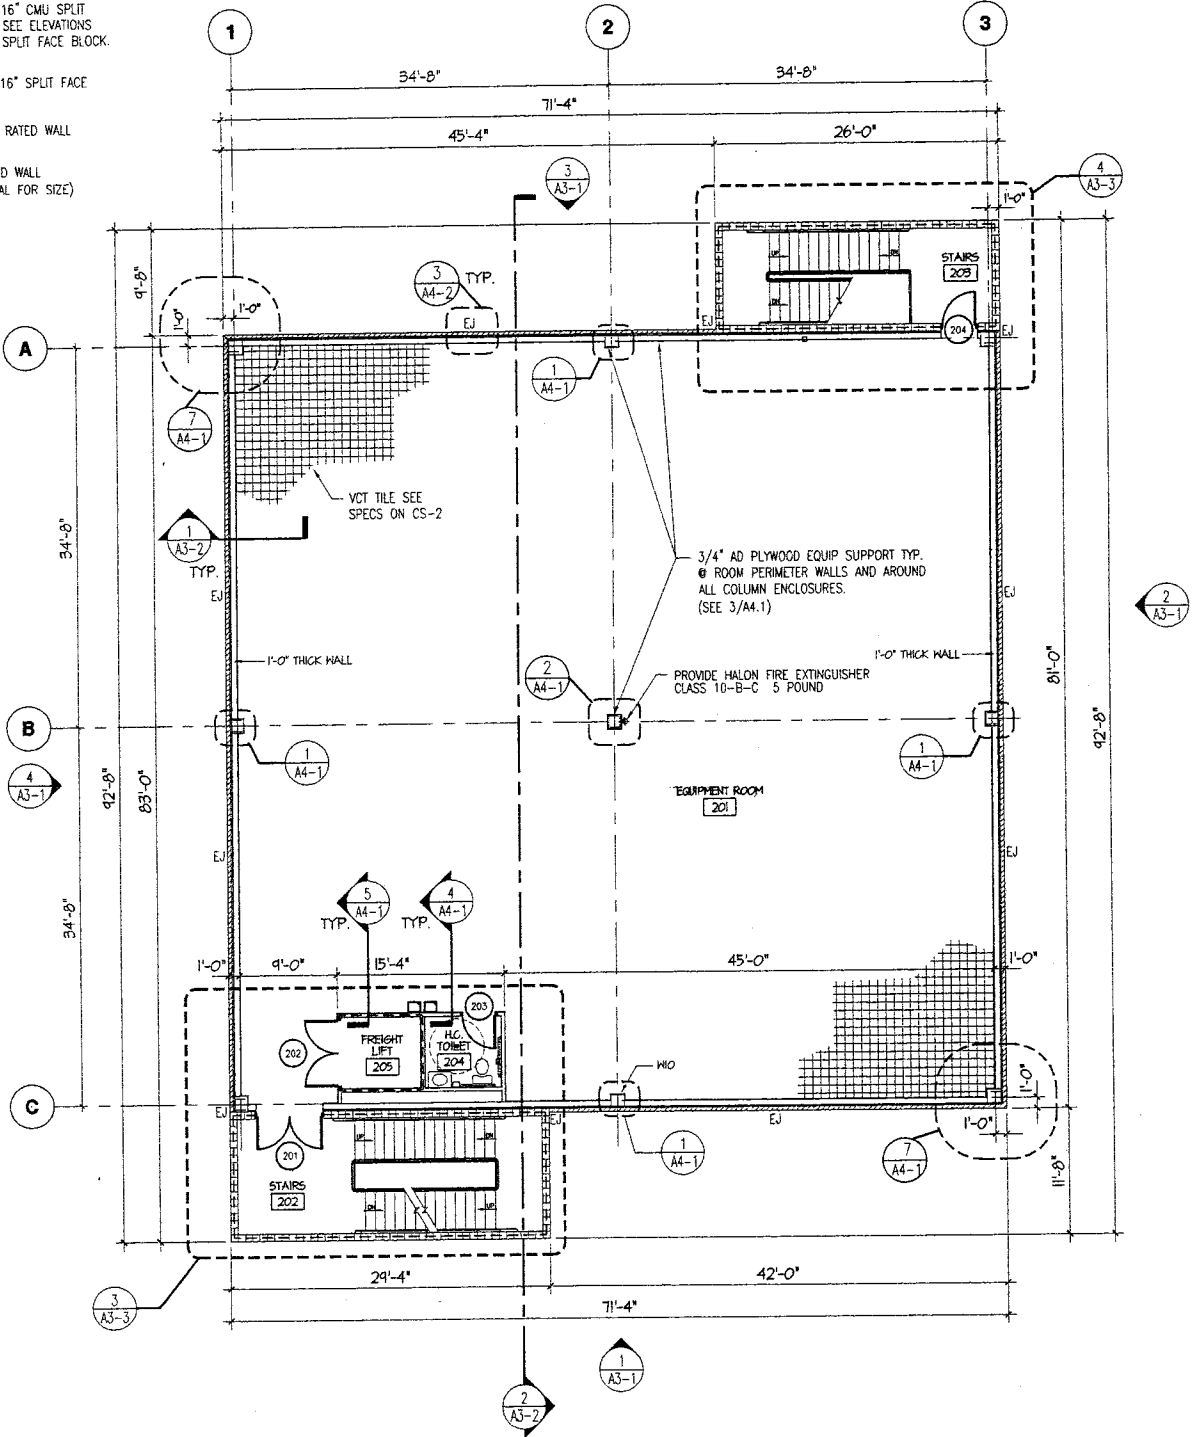 16" CMU SPLIT
SEE ELEVATIONS
SPLIT FACE BLOCK.
16" SPLIT FACE
RATED WALL
D WALL
AL FOR SIZE)
1
2
3
34'-8"
34'-8"
71'-4"
45'-4"
26'-0"
3
A3-1
4
A3-3
1'-0"
9'-8"
1'-0"
1'-0"
3
A4-2
TYP.
EJ
UP
DN
DN
STAIRS
203
204
EJ
EJ
A
1
A4-1
7
A4-1
VCT TILE SEE
SPECS ON CS-2
1
A3-2
TYP.
34'-8"
EJ
3/4" AD PLYWOOD EQUIP SUPPORT TYP.
@ ROOM PERIMETER WALLS AND AROUND
ALL COLUMN ENCLOSURES.
(SEE 3/A4.1)
EJ
2
A3-1
1'-0" THICK WALL
1'-0" THICK WALL
2
A4-1
PROVIDE HALON FIRE EXTINGUISHER
CLASS 10-B-C 5 POUND
81'-0"
92'-8"
B
1
A4-1
1
A4-1
4
A3-1
92'-8"
83'-0"
EQUIPMENT ROOM
201
EJ
EJ
5
A4-1
TYP.
4
A4-1
TYP.
34'-8"
1'-0"
9'-0"
15'-4"
45'-0"
1'-0"
203
202
FREIGHT
LIFT
205
H.C.
TOILET
204
WIO
1'-0"
C
EJ
EJ
EJ
1'-0"
1
A4-1
7
A4-1
11'-8"
201
STAIRS
202
UP
DN
DN
UP
29'-4"
42'-0"
71'-4"
3
A3-3
1
A3-1
2
A3-2